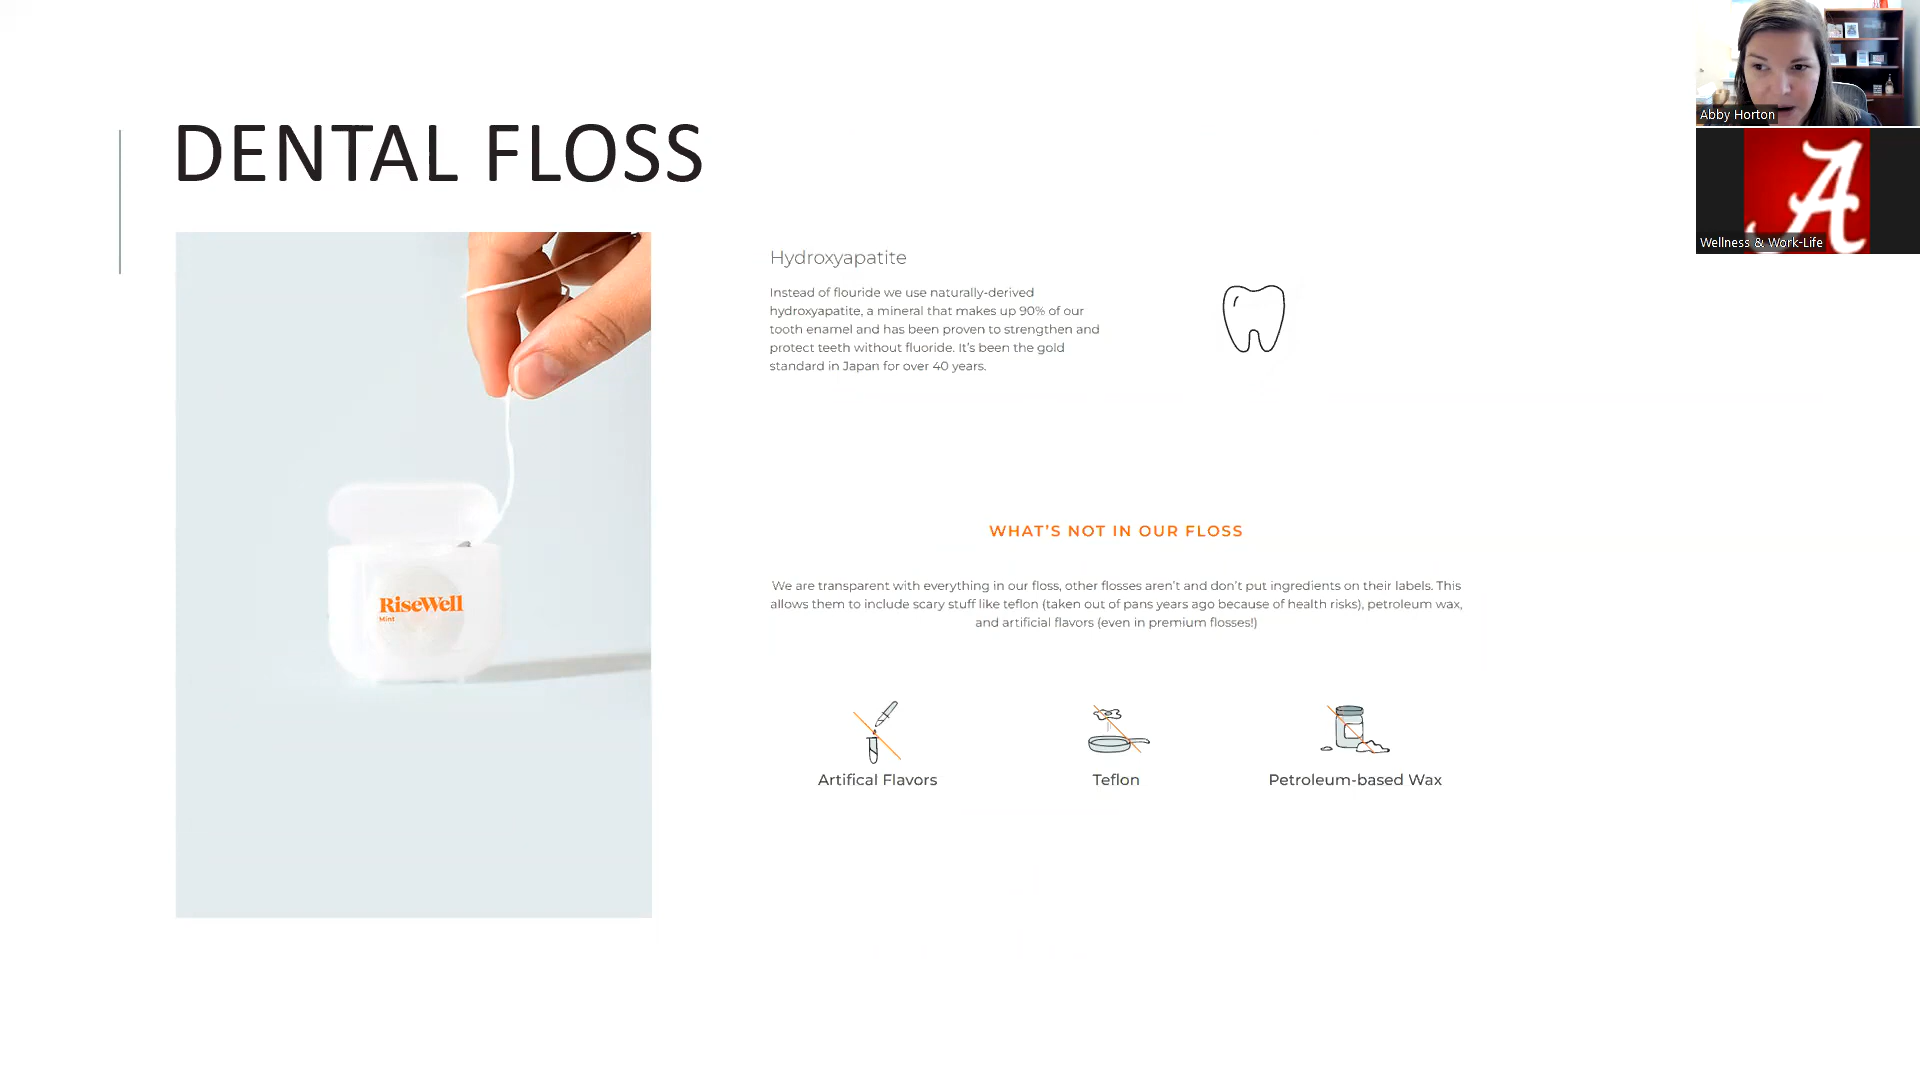 DENTAL FLOSS
Hydroxyapatite
Instead of flouride we use naturally-derived
hydroxyapatite, a mineral that makes up 90% of our
tooth enamel and has been proven to strengthen and
protect teeth without fluoride. It's been the gold
standard in Japan for over 40 years.
RiseWell
Mint
WHAT'S NOT IN OUR FLOSS
We are transparent with everything in our floss, other flosses aren't and don't put ingredients on their labels. This
allows them to include scary stuff like teflon (taken out of pans years ago because of health risks), petroleum wax,
and artificial flavors (even in premium flosses!)
Artifical Flavors
Teflon
Petroleum-based Wax
Abby Horton
A
Wellness & Work-Life